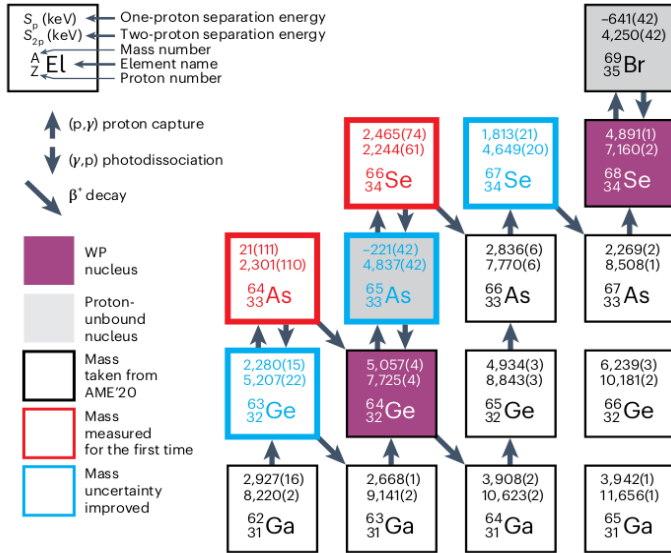 S_p (keV)
S_2p (keV)
A
Z
El
One-proton separation energy
Two-proton separation energy
Mass number
Element name
Proton number
(p,γ) proton capture
(γ,p) photodissociation
β+ decay
WP
nucleus
Proton-
unbound
nucleus
Mass
taken from
AME'20
Mass
measured
for the first time
Mass
uncertainty
improved
−641(42)
4,250(42)
69
35 Br
2,465(74)
2,244(61)
66
34 Se
1,813(21)
4,649(20)
67
34 Se
4,891(1)
7,160(2)
68
34 Se
21(111)
2,301(110)
64
33 As
−221(42)
4,837(42)
65
33 As
2,836(6)
7,770(6)
66
33 As
2,269(2)
8,508(1)
67
33 As
2,280(15)
5,207(22)
63
32 Ge
5,057(4)
7,725(4)
64
32 Ge
4,934(3)
8,843(3)
65
32 Ge
6,239(3)
10,181(2)
66
32 Ge
2,927(16)
8,220(2)
62
31 Ga
2,668(1)
9,141(2)
63
31 Ga
3,908(2)
10,623(2)
64
31 Ga
3,942(1)
11,656(1)
65
31 Ga